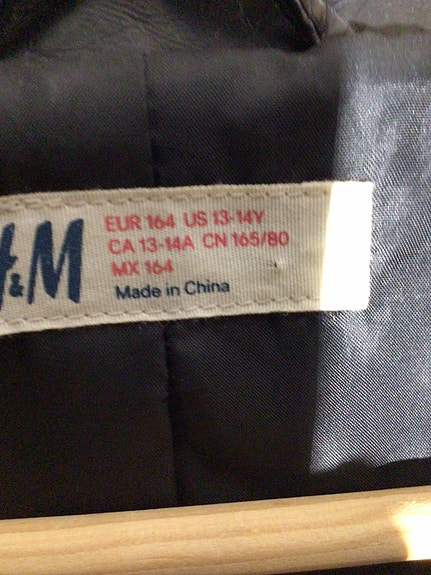 H&M
EUR 164 US 13-14Y
CA 13-14A CN 165/80
MX 164
Made in China